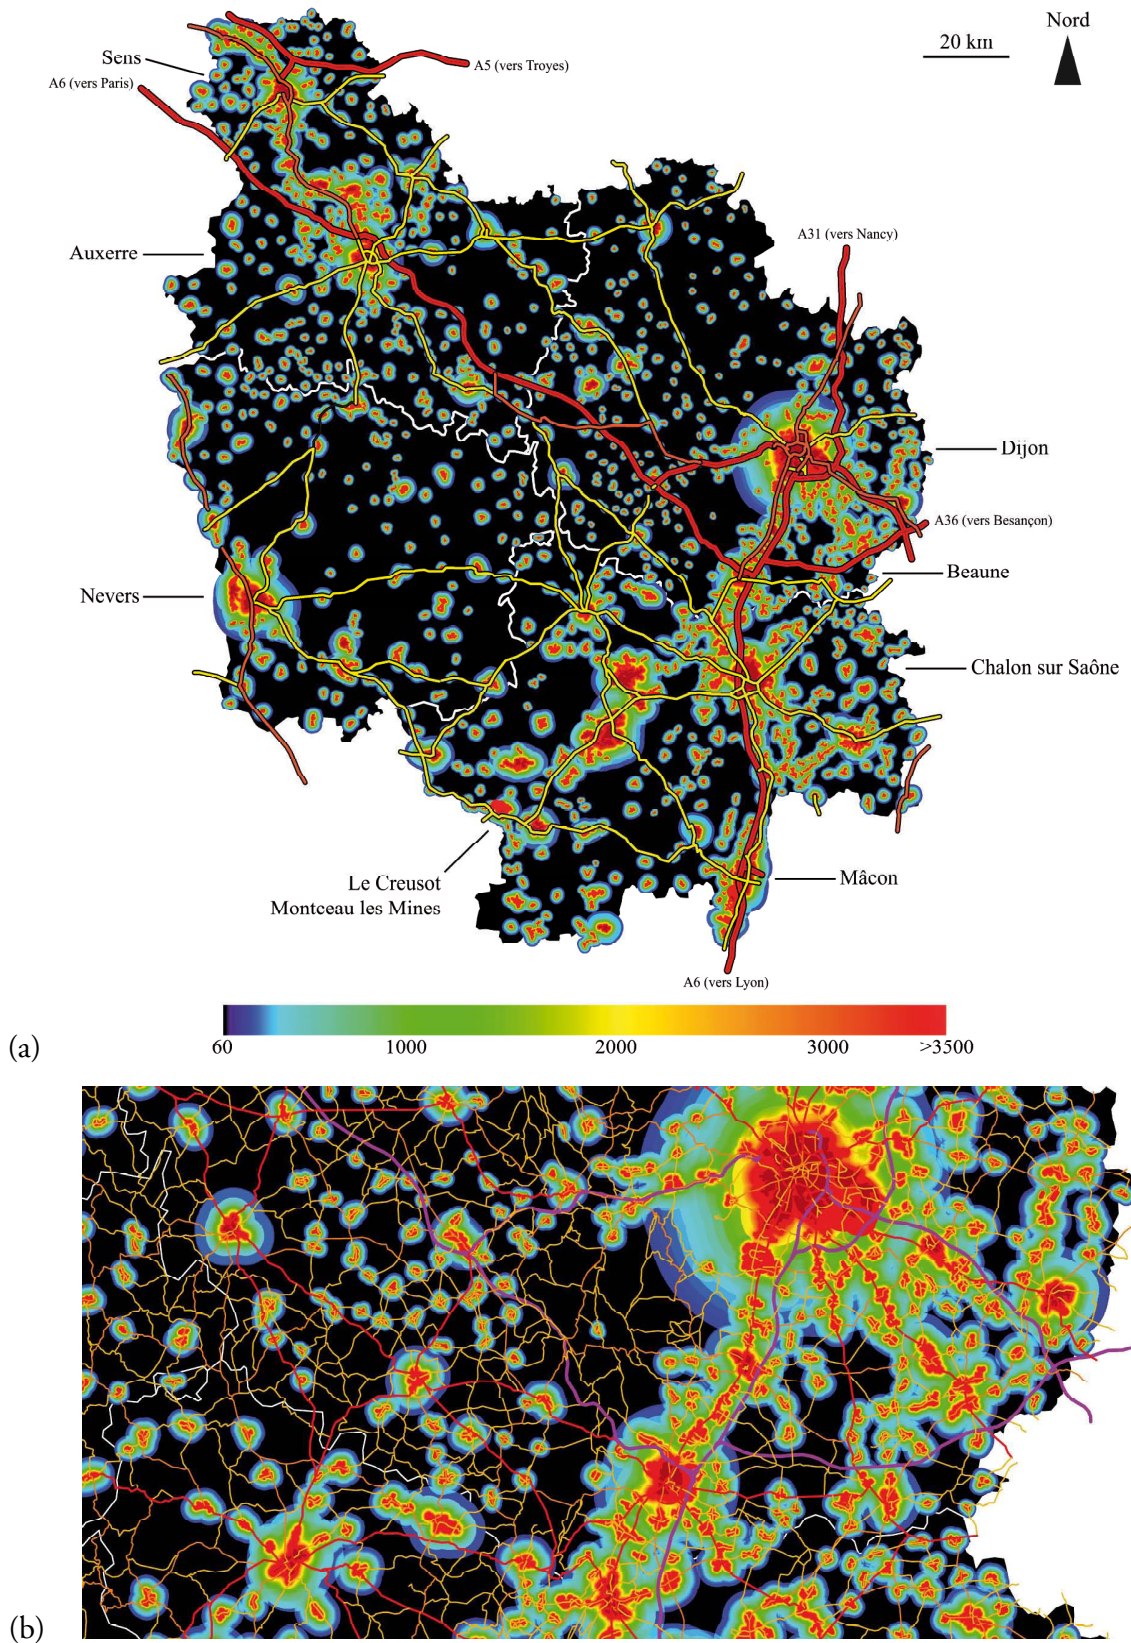 Nord
20 km
Sens
A5 (vers Troyes)
A6 (vers Paris)
A31 (vers Nancy)
Auxerre
Dijon
A36 (vers Besançon)
Beaune
Nevers
Chalon sur Saône
Le Creusot
Montceau les Mines
Mâcon
A6 (vers Lyon)
(a)
60 1000 2000 3000 >3500
(b)